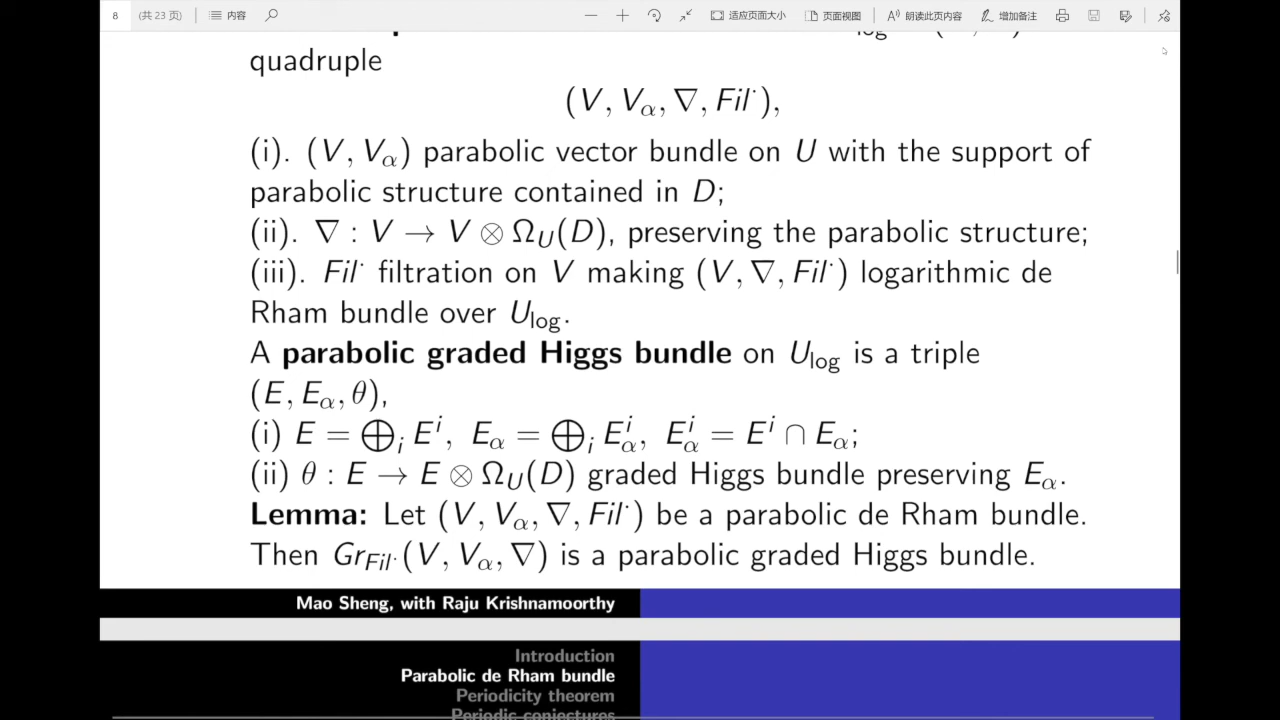 8 (共 23 页) 内容 适应页面大小 页面视图 朗读此页内容 增加备注
log
quadruple
(V, V_α, ∇, Fil^·),
(i). (V, V_α) parabolic vector bundle on U with the support of
parabolic structure contained in D;
(ii). ∇ : V → V ⊗ Ω_U(D), preserving the parabolic structure;
(iii). Fil^· filtration on V making (V, ∇, Fil^·) logarithmic de
Rham bundle over U_log.
A parabolic graded Higgs bundle on U_log is a triple
(E, E_α, θ),
(i) E = ⊕_i E^i, E_α = ⊕_i E^i_α, E^i_α = E^i ∩ E_α;
(ii) θ : E → E ⊗ Ω_U(D) graded Higgs bundle preserving E_α.
Lemma: Let (V, V_α, ∇, Fil^·) be a parabolic de Rham bundle.
Then Gr_{Fil^·}(V, V_α, ∇) is a parabolic graded Higgs bundle.
Mao Sheng, with Raju Krishnamoorthy
Introduction
Parabolic de Rham bundle
Periodicity theorem
Periodic conjectures